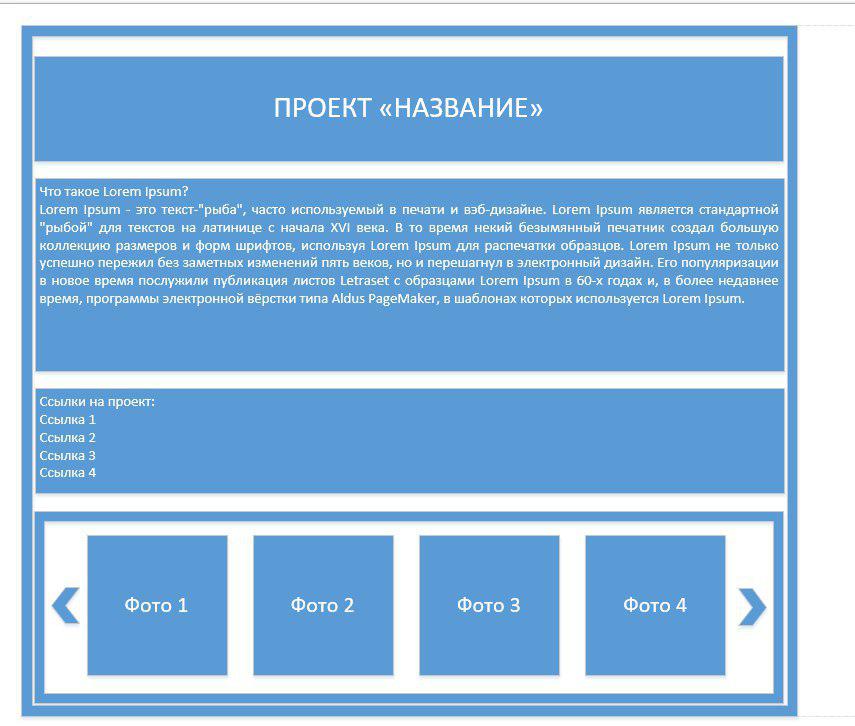 ПРОЕКТ «НАЗВАНИЕ»
Что такое Lorem Ipsum?
Lorem Ipsum - это текст-"рыба", часто используемый в печати и вэб-дизайне. Lorem Ipsum является стандартной
"рыбой" для текстов на латинице с начала XVI века. В то время некий безымянный печатник создал большую
коллекцию размеров и форм шрифтов, используя Lorem Ipsum для распечатки образцов. Lorem Ipsum не только
успешно пережил без заметных изменений пять веков, но и перешагнул в электронный дизайн. Его популяризации
в новое время послужили публикация листов Letraset с образцами Lorem Ipsum в 60-х годах и, в более недавнее
время, программы электронной вёрстки типа Aldus PageMaker, в шаблонах которых используется Lorem Ipsum.
Ссылки на проект:
Ссылка 1
Ссылка 2
Ссылка 3
Ссылка 4
Фото 1
Фото 2
Фото 3
Фото 4